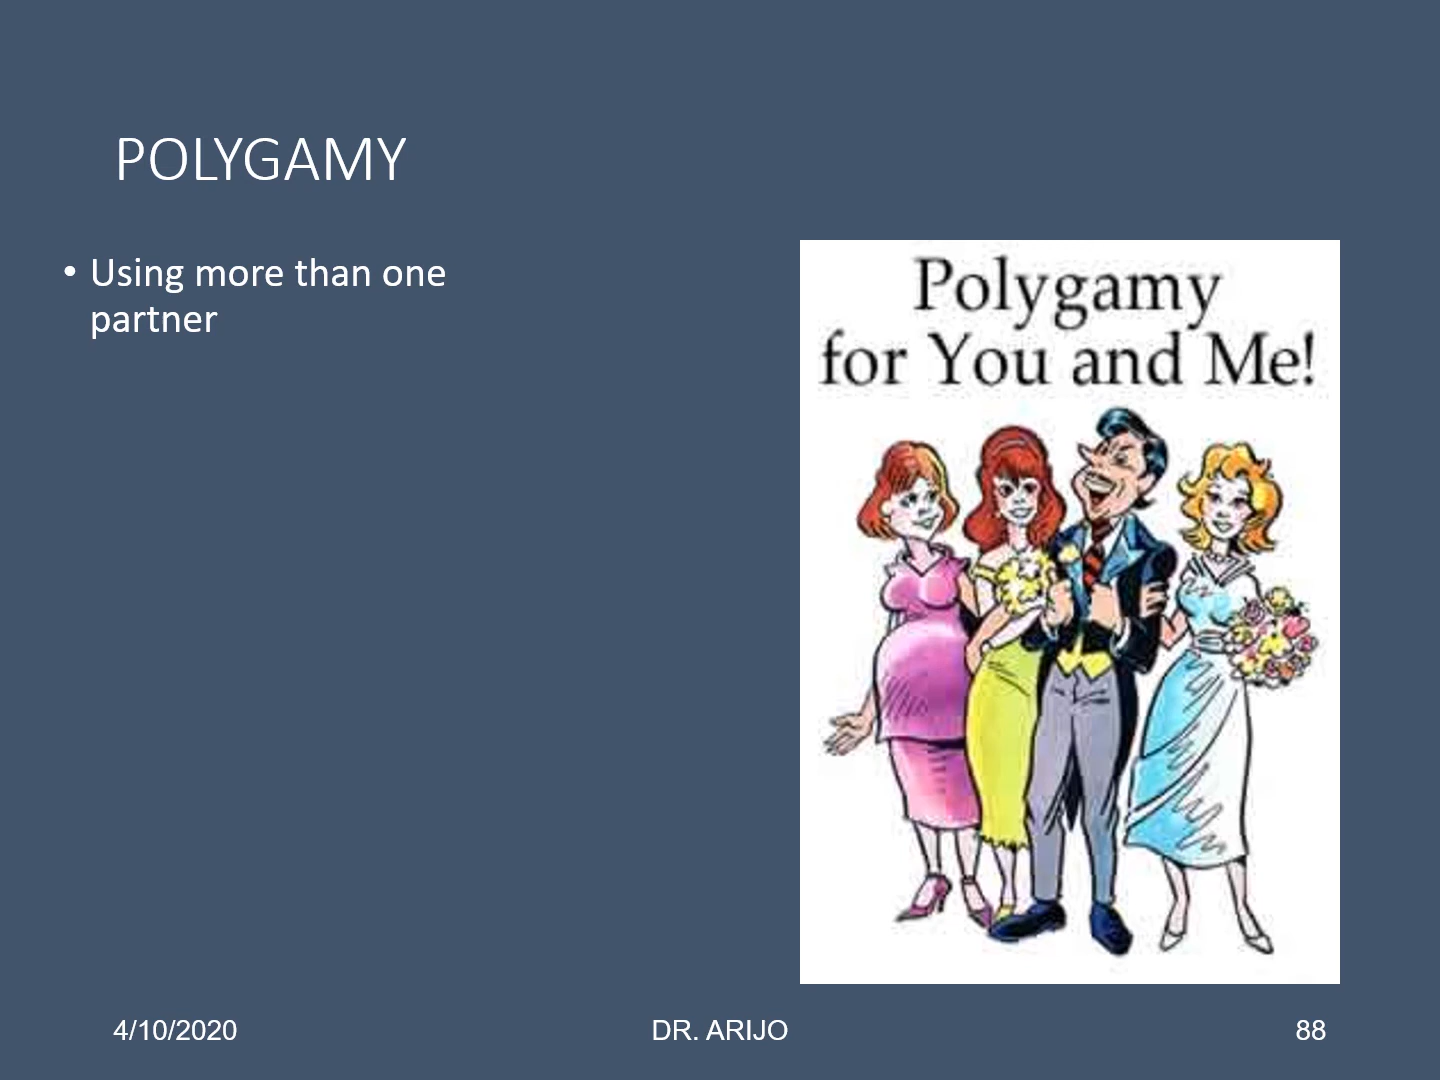 POLYGAMY
• Using more than one
partner
Polygamy
for You and Me!
4/10/2020
DR. ARIJO
88